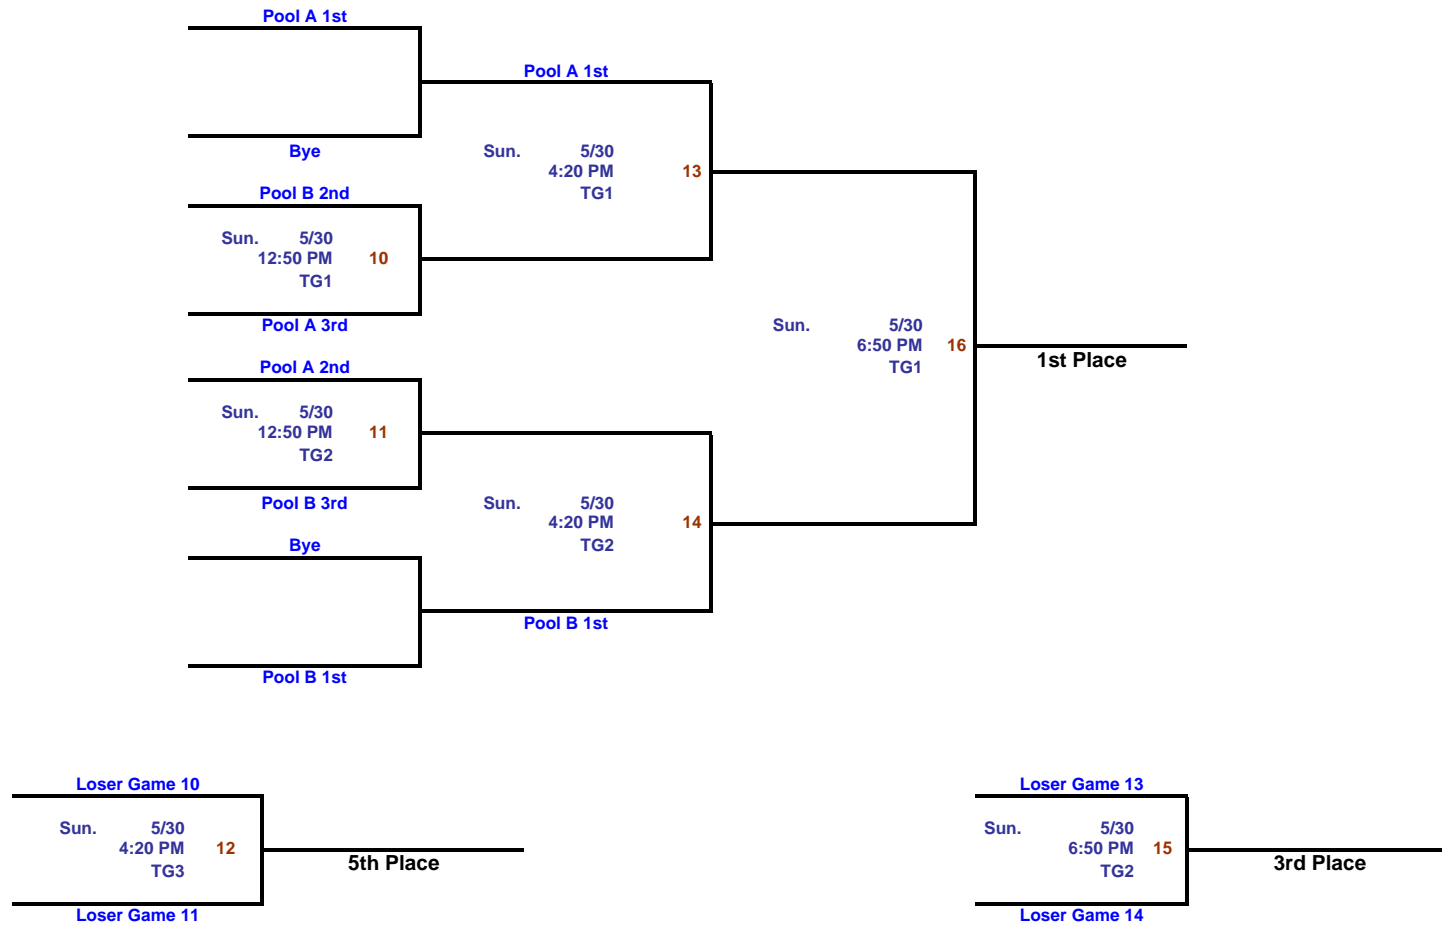 Pool A 1st
Pool A 1st
Bye
Sun. 5/30
4:20 PM 13
TG1
Pool B 2nd
Sun. 5/30
12:50 PM 10
TG1
Pool A 3rd
Sun. 5/30
6:50 PM 16
TG1
1st Place
Pool A 2nd
Sun. 5/30
12:50 PM 11
TG2
Pool B 3rd
Sun. 5/30
4:20 PM 14
TG2
Bye
Pool B 1st
Pool B 1st
Loser Game 10
Sun. 5/30
4:20 PM 12
TG3
5th Place
Loser Game 11
Loser Game 13
Sun. 5/30
6:50 PM 15
TG2
3rd Place
Loser Game 14